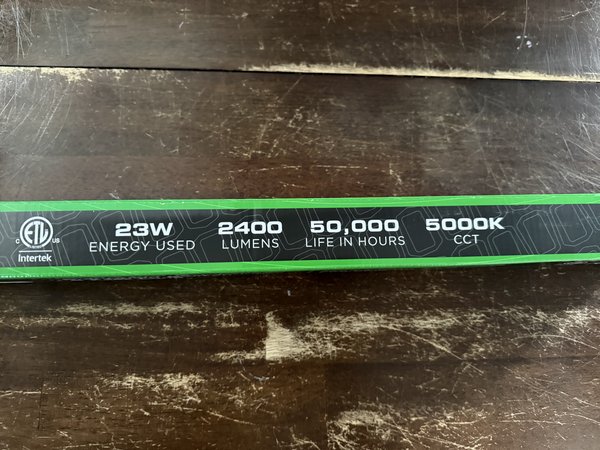 C ETL US
Intertek
23W
ENERGY USED
2400
LUMENS
50,000
LIFE IN HOURS
5000K
CCT